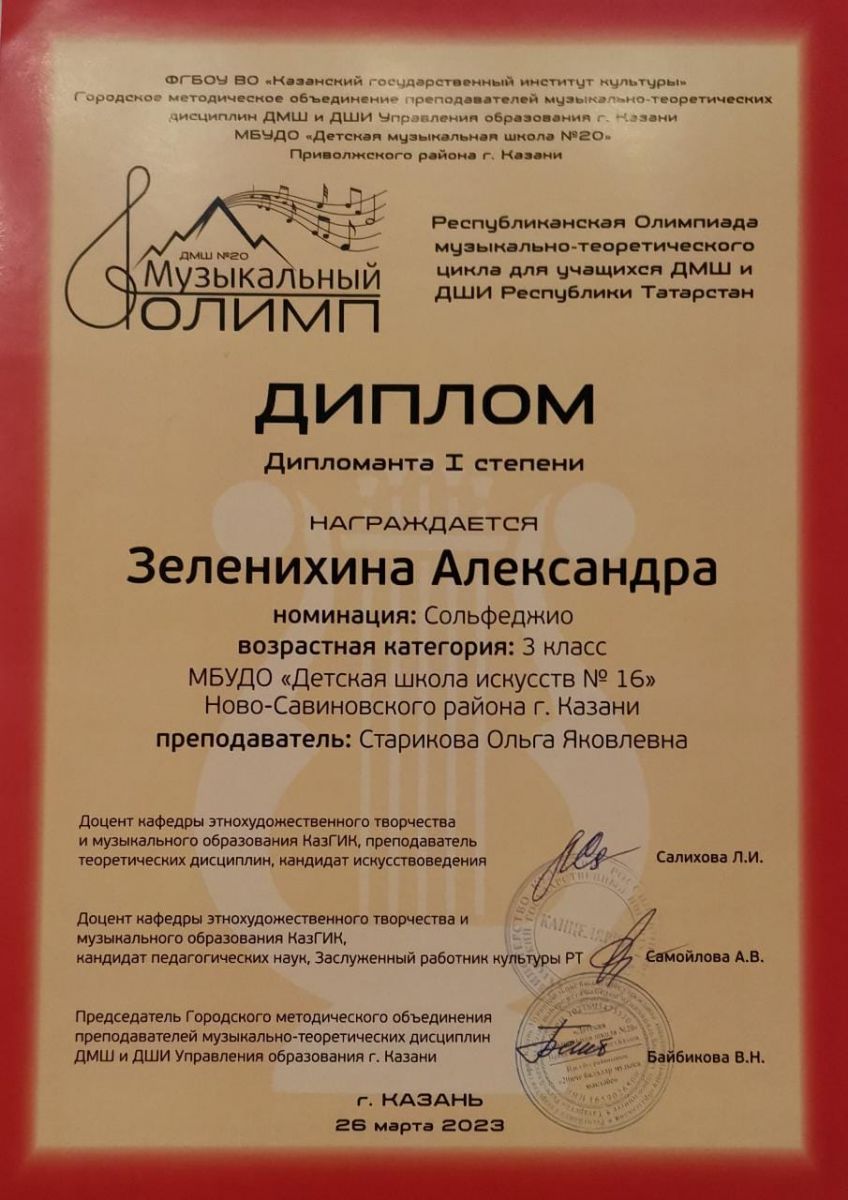 ФГБОУ ВО «Казанский государственный институт культуры»
Городское методическое объединение преподавателей музыкально-теоретических
дисциплин ДМШ и ДШИ Управления образования г. Казани
МБУДО «Детская музыкальная школа №20»
Приволжского района г. Казани
ДМШ №20
Музыкальный
ОЛИМП
Республиканская Олимпиада
музыкально-теоретического
цикла для учащихся ДМШ и
ДШИ Республики Татарстан
ДИПЛОМ
Дипломанта I степени
НАГРАЖДАЕТСЯ
Зеленихина Александра
номинация: Сольфеджио
возрастная категория: 3 класс
МБУДО «Детская школа искусств № 16»
Ново-Савиновского района г. Казани
преподаватель: Старикова Ольга Яковлевна
Доцент кафедры этнохудожественного творчества
и музыкального образования КазГИК, преподаватель
теоретических дисциплин, кандидат искусствоведения
Салихова Л.И.
Доцент кафедры этнохудожественного творчества и
музыкального образования КазГИК,
кандидат педагогических наук, Заслуженный работник культуры РТ
Самойлова А.В.
КАНЦЕЛЯРИЯ
Председатель Городского методического объединения
преподавателей музыкально-теоретических дисциплин
ДМШ и ДШИ Управления образования г. Казани
Байбикова В.Н.
г. КАЗАНЬ
26 марта 2023